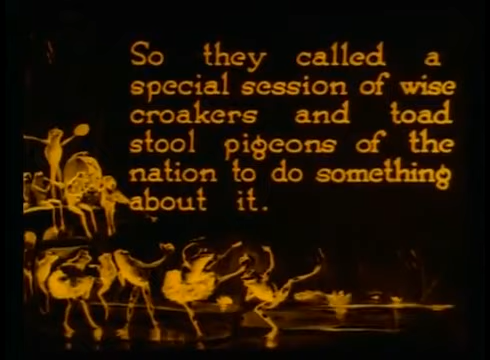 So they called a
special session of wise
croakers and toad
stool pigeons of the
nation to do something
about it.